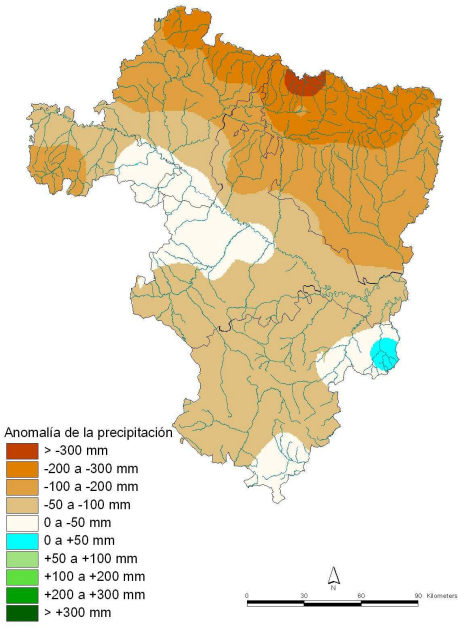 Anomalía de la precipitación
> -300 mm
-200 a -300 mm
-100 a -200 mm
-50 a -100 mm
0 a -50 mm
0 a +50 mm
+50 a +100 mm
+100 a +200 mm
+200 a +300 mm
> +300 mm
N
0 30 60 90 Kilometers